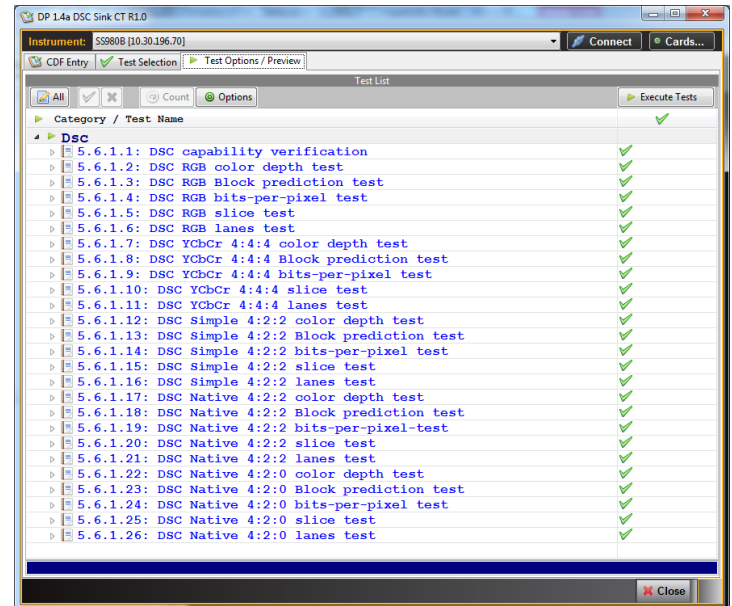 DP 1.4a DSC Sink CT R1.0
Instrument: SS980B [10.30.196.70] Connect Cards...
CDF Entry Test Selection Test Options / Preview
Test List
All Count Options Execute Tests
Category / Test Name
Dsc
5.6.1.1: DSC capability verification
5.6.1.2: DSC RGB color depth test
5.6.1.3: DSC RGB Block prediction test
5.6.1.4: DSC RGB bits-per-pixel test
5.6.1.5: DSC RGB slice test
5.6.1.6: DSC RGB lanes test
5.6.1.7: DSC YCbCr 4:4:4 color depth test
5.6.1.8: DSC YCbCr 4:4:4 Block prediction test
5.6.1.9: DSC YCbCr 4:4:4 bits-per-pixel test
5.6.1.10: DSC YCbCr 4:4:4 slice test
5.6.1.11: DSC YCbCr 4:4:4 lanes test
5.6.1.12: DSC Simple 4:2:2 color depth test
5.6.1.13: DSC Simple 4:2:2 Block prediction test
5.6.1.14: DSC Simple 4:2:2 bits-per-pixel test
5.6.1.15: DSC Simple 4:2:2 slice test
5.6.1.16: DSC Simple 4:2:2 lanes test
5.6.1.17: DSC Native 4:2:2 color depth test
5.6.1.18: DSC Native 4:2:2 Block prediction test
5.6.1.19: DSC Native 4:2:2 bits-per-pixel-test
5.6.1.20: DSC Native 4:2:2 slice test
5.6.1.21: DSC Native 4:2:2 lanes test
5.6.1.22: DSC Native 4:2:0 color depth test
5.6.1.23: DSC Native 4:2:0 Block prediction test
5.6.1.24: DSC Native 4:2:0 bits-per-pixel test
5.6.1.25: DSC Native 4:2:0 slice test
5.6.1.26: DSC Native 4:2:0 lanes test
Close